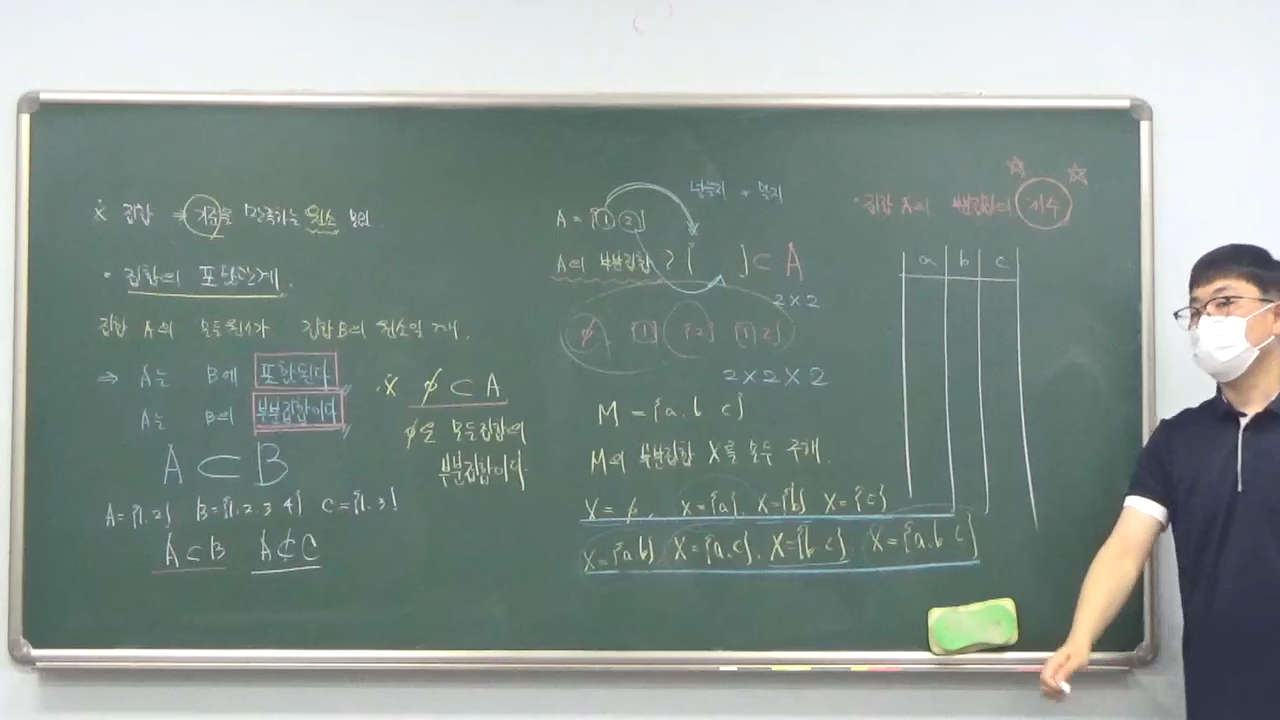 ※ 집합 ⇒ 기준을 만족하는 원소 모임
· 집합의 포함관계.
집합 A의 모든원소가 집합 B의 원소일 때,
⇒ A는 B에 포함된다
A는 B의 부분집합이다
A ⊂ B
A={1, 2} B={1, 2, 3, 4} C={1, 3}
A ⊂ B A ⊄ C
※ ∅ ⊂ A
∅은 모든집합의
부분집합이다.
A = {1, 2}
A의 부분집합? { } ⊂ A
2×2
∅ {1} {2} {1, 2}
2×2×2
M = {a, b, c}
M의 부분집합 X를 모두 구해.
X=∅, X={a}, X={b} X={c}
X={a, b}, X={a, c}, X={b, c}, X={a, b, c}
· 집합 A의 부분집합의 개수
a b c